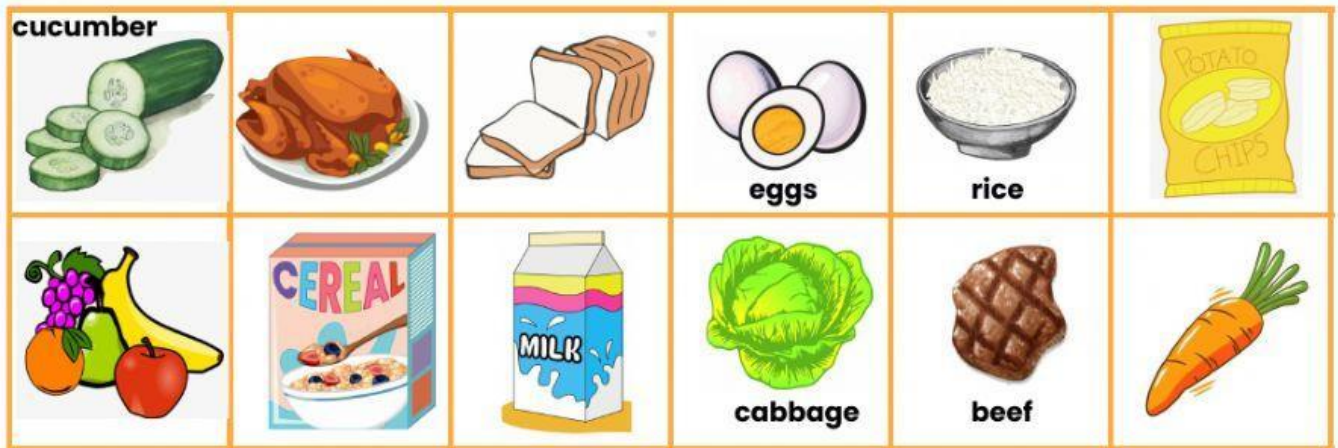 cucumber
eggs
rice
POTATO
CHIPS
CEREAL
MILK
cabbage
beef